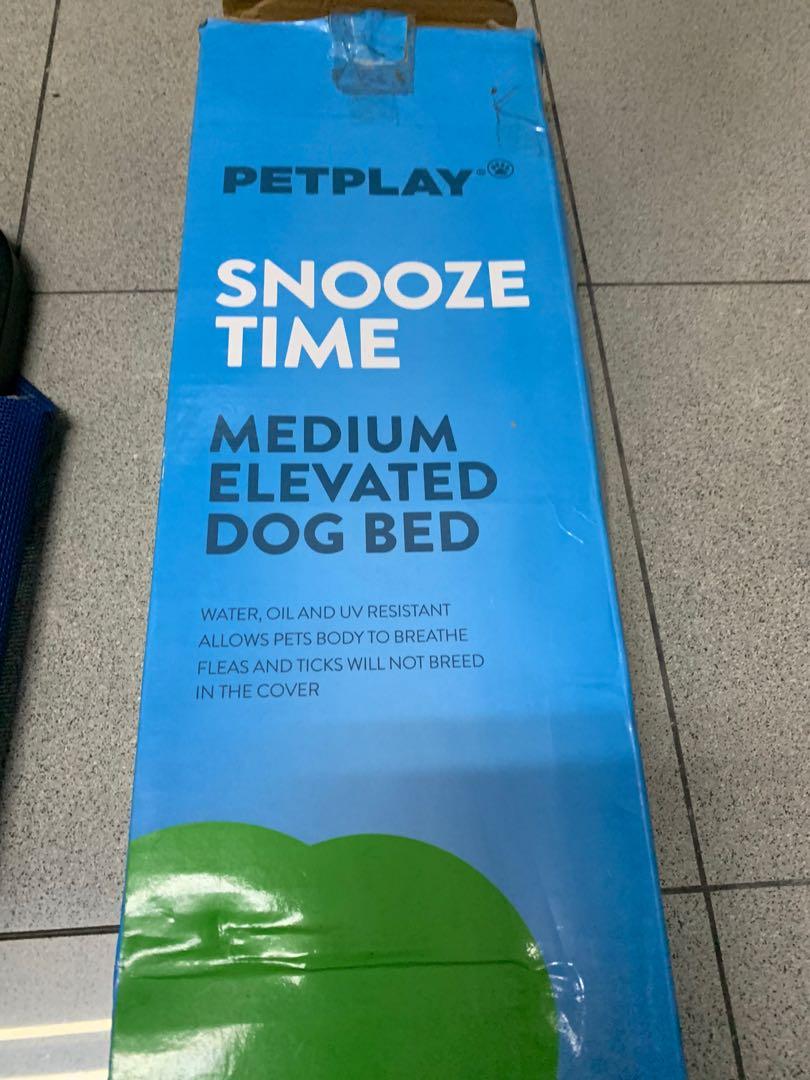 PETPLAY®
SNOOZE
TIME
MEDIUM
ELEVATED
DOG BED
WATER, OIL AND UV RESISTANT
ALLOWS PETS BODY TO BREATHE
FLEAS AND TICKS WILL NOT BREED
IN THE COVER